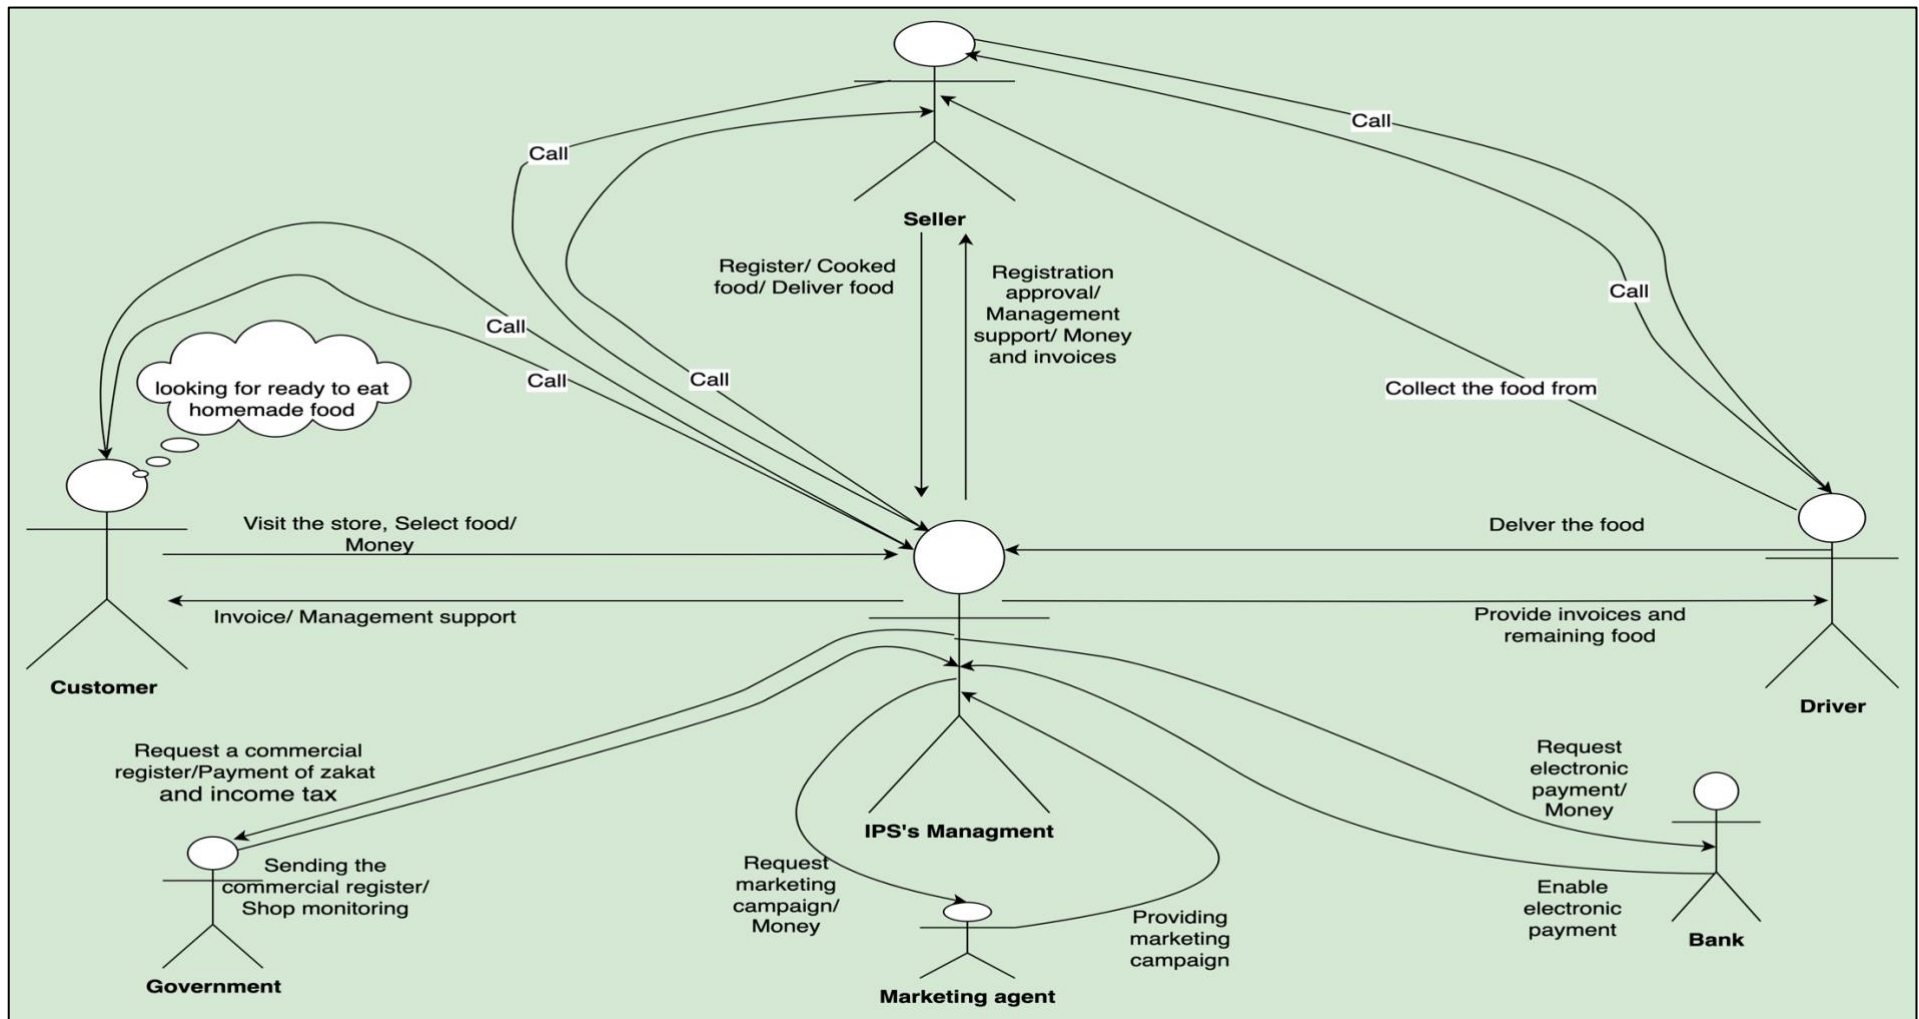 Call
Call
Seller
Register/ Cooked
food/ Deliver food
Registration
approval/
Management
support/ Money
and invoices
Call
Call
Call
Call
looking for ready to eat
homemade food
Collect the food from
Visit the store, Select food/
Money
Delver the food
Invoice/ Management support
Provide invoices and
remaining food
Customer
Driver
Request a commercial
register/Payment of zakat
and income tax
Request
electronic
payment/
Money
IPS's Managment
Sending the
commercial register/
Shop monitoring
Request
marketing
campaign/
Money
Providing
marketing
campaign
Enable
electronic
payment
Bank
Government
Marketing agent